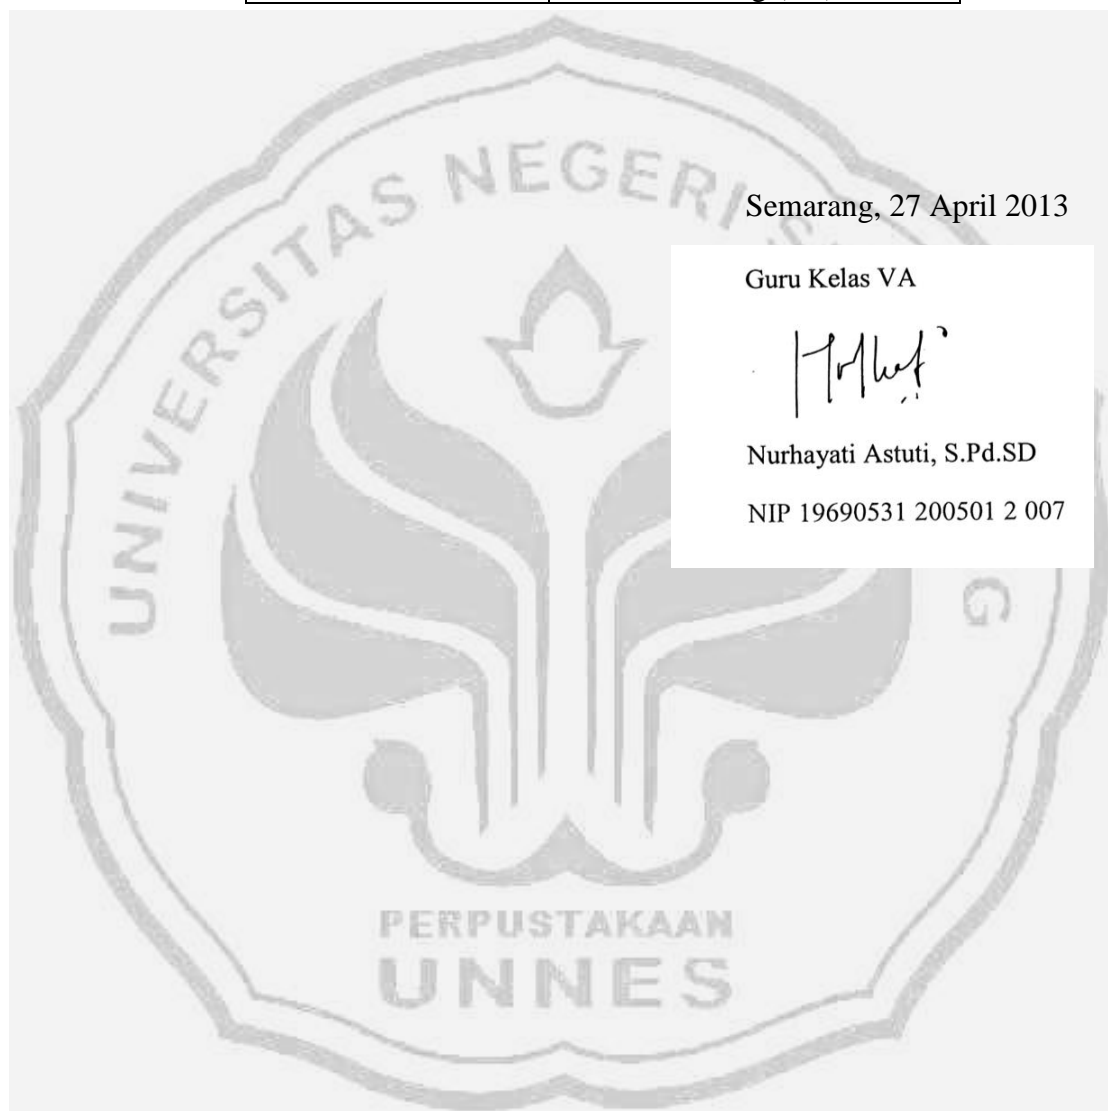 UNIVERSITAS NEGERI S G
Semarang, 27 April 2013
Guru Kelas VA
Nurhayati Astuti, S.Pd.SD
NIP 19690531 200501 2 007
PERPUSTAKAAN
UNNES